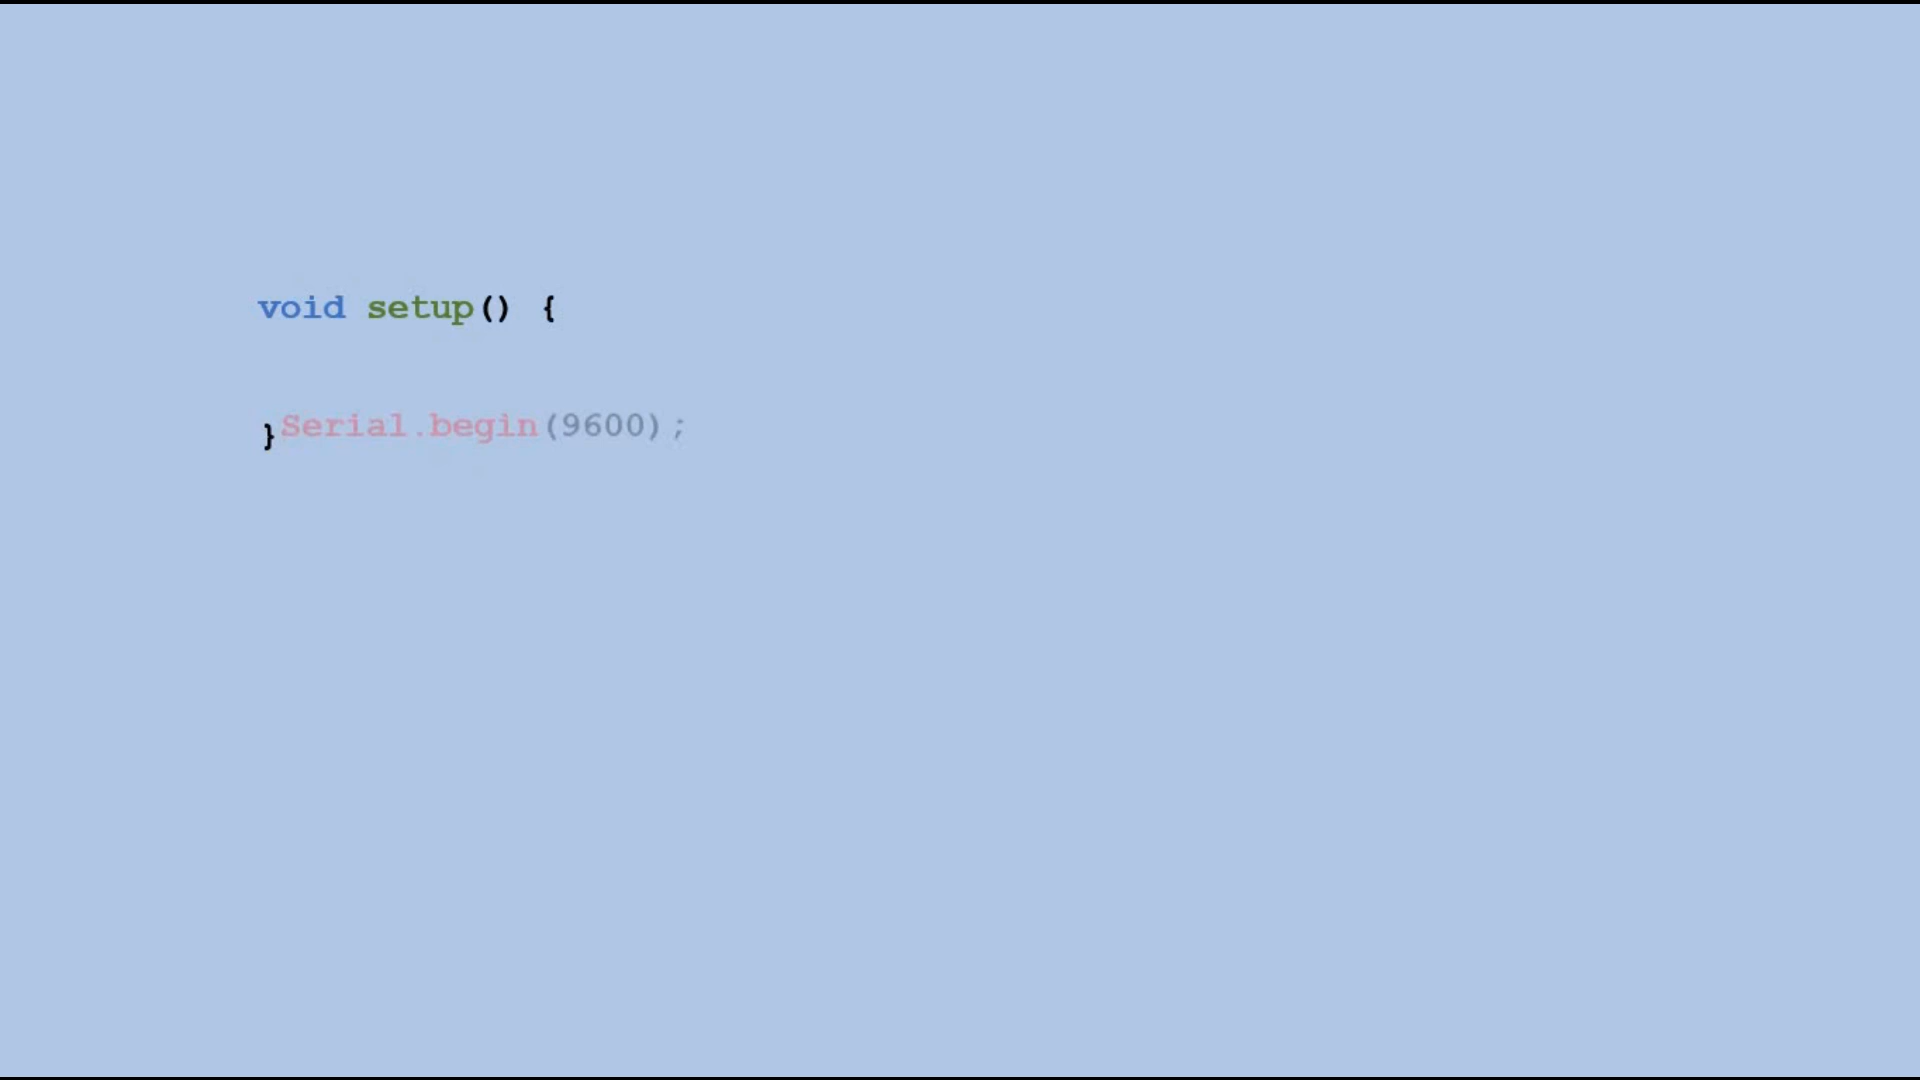 void setup() {
}Serial.begin(9600);